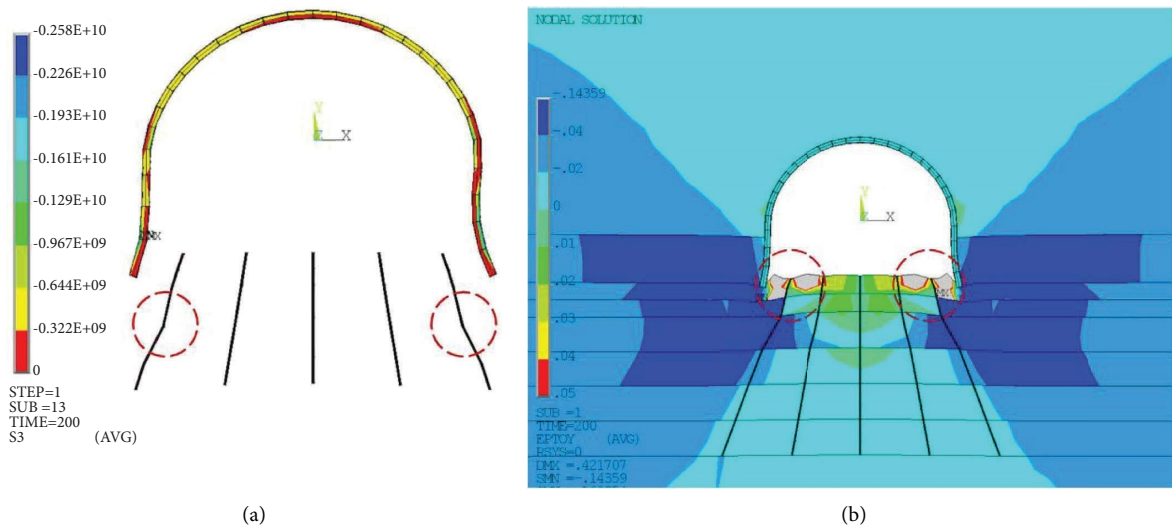 -0.258E+10
-0.226E+10
-0.193E+10
-0.161E+10
-0.129E+10
-0.967E+09
-0.644E+09
-0.322E+09
0
STEP=1
SUB =13
TIME=200
S3 (AVG)
Y
Z X
(a)
NODAL SOLUTION
-.14359
-.04
-.02
0
.01
.02
.03
.04
.05
SUB =1
TIME=200
EPTOY (AVG)
RSYS=0
DMX =.421707
SMN =-.14359
Y
Z X
(b)